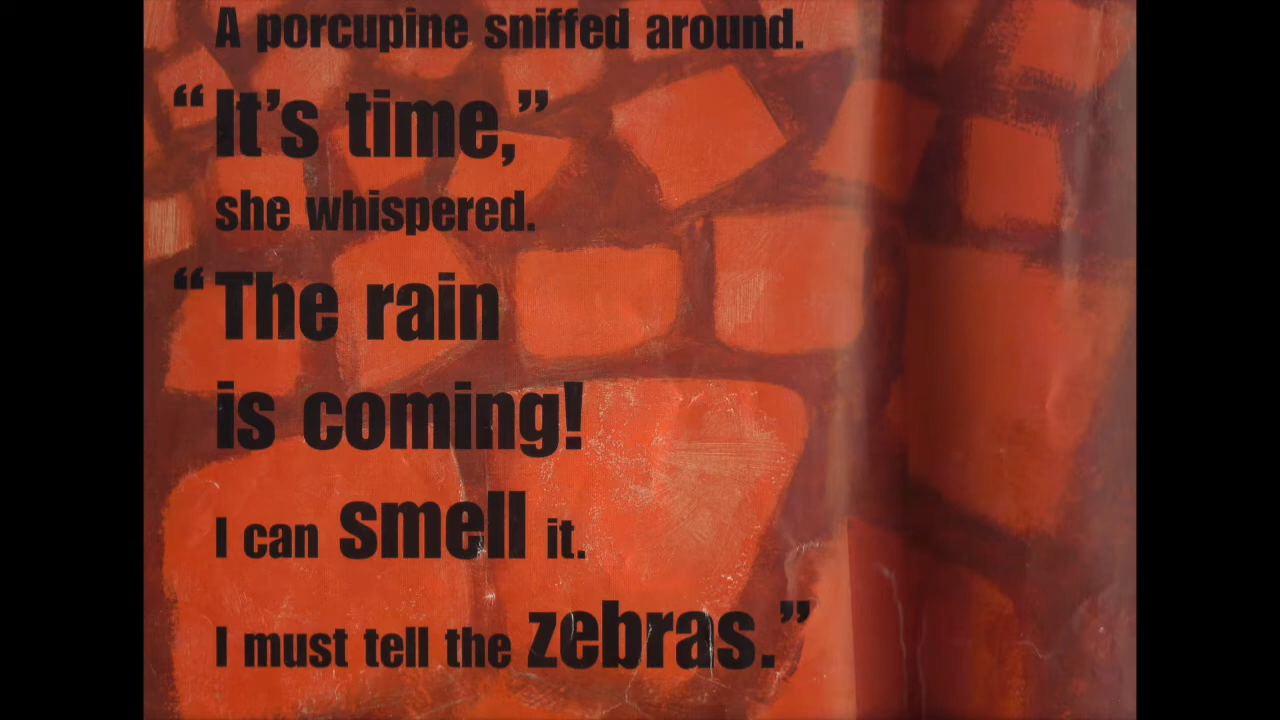 A porcupine sniffed around.
“It’s time,”
she whispered.
“The rain
is coming!
I can smell it.
I must tell the zebras.”